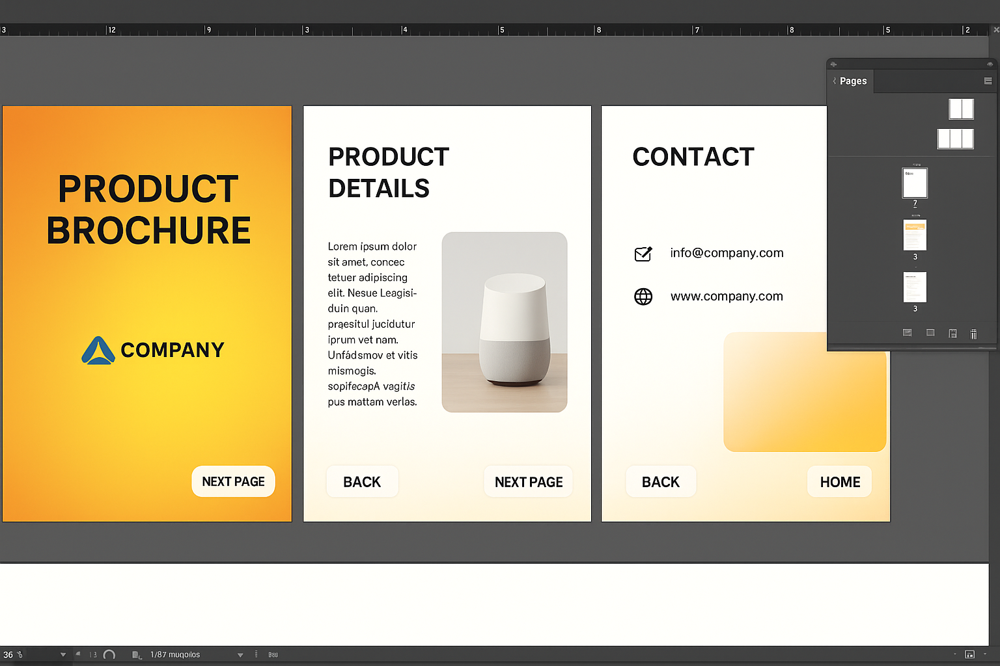 3 12 9 3 4 5 8 7 8 5 2
Pages
PRODUCT
BROCHURE
COMPANY
NEXT PAGE
PRODUCT
DETAILS
Lorem ipsum dolor
sit amet, concec
tetuer adipiscing
elit. Nesue Leagisi-
duin quan.
praesitul jucidutur
iprum vet nam.
Unfádsmov et vitis
mismogis.
sopifecapA vagitis
pus mattam verlas.
BACK
NEXT PAGE
CONTACT
info@company.com
www.company.com
BACK
HOME
7
3
3
36 %
1/87 muqoilos